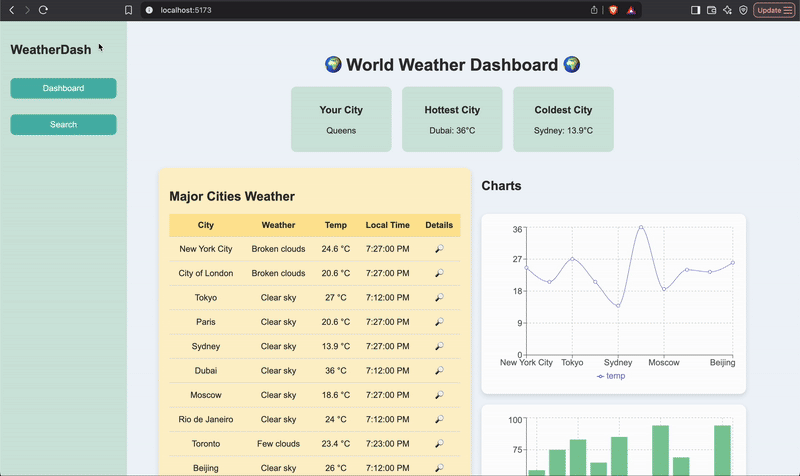 localhost:5173
Update
WeatherDash
Dashboard
Search
🌍 World Weather Dashboard 🌍
Your City
Queens
Hottest City
Dubai: 36°C
Coldest City
Sydney: 13.9°C
Major Cities Weather
City Weather Temp Local Time Details
New York City Broken clouds 24.6 °C 7:27:00 PM
City of London Broken clouds 20.6 °C 7:27:00 PM
Tokyo Clear sky 27 °C 7:12:00 PM
Paris Clear sky 20.6 °C 7:27:00 PM
Sydney Clear sky 13.9 °C 7:27:00 PM
Dubai Clear sky 36 °C 7:12:00 PM
Moscow Clear sky 18.6 °C 7:27:00 PM
Rio de Janeiro Clear sky 24 °C 7:12:00 PM
Toronto Few clouds 23.4 °C 7:23:00 PM
Beijing Clear sky 26 °C 7:12:00 PM
Charts
36
27
18
9
0
New York City Tokyo Sydney Moscow Beijing
temp
100
75